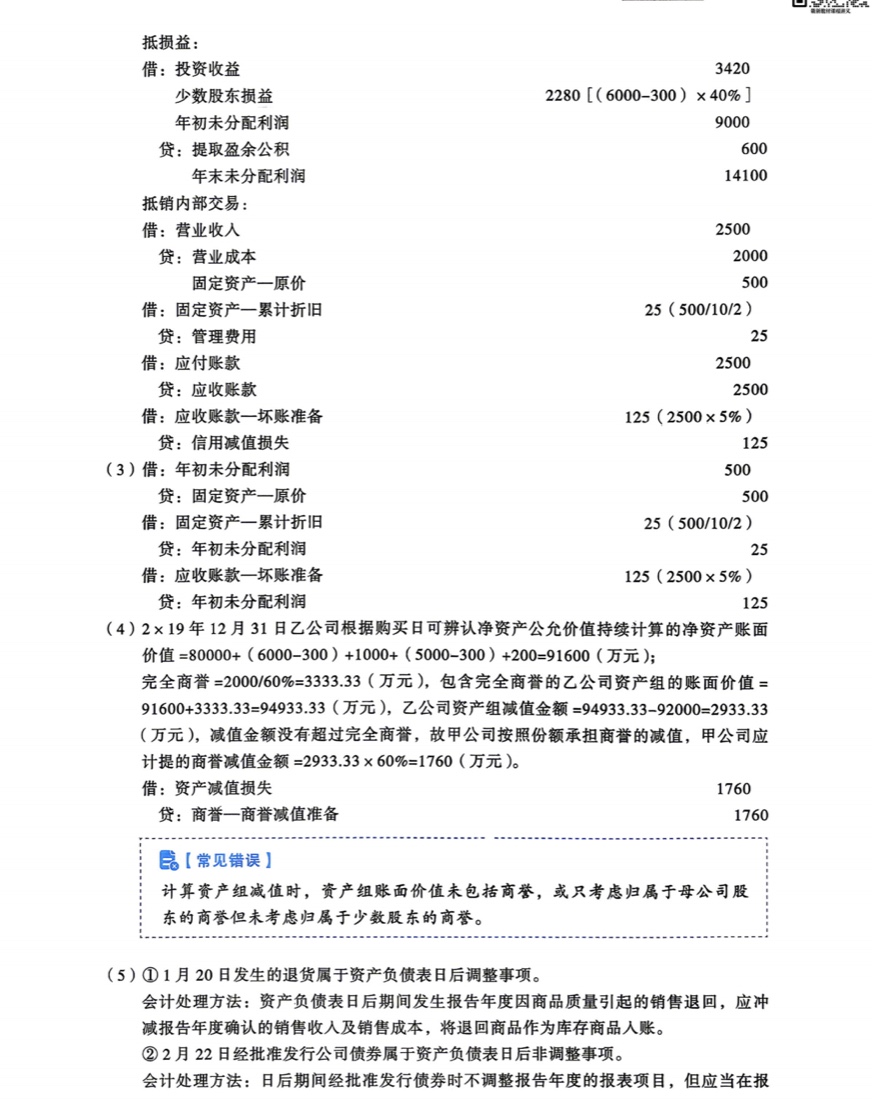 抵损益：
借：投资收益 3420
少数股东损益 2280［（6000-300）×40%］
年初未分配利润 9000
贷：提取盈余公积 600
年末未分配利润 14100
抵销内部交易：
借：营业收入 2500
贷：营业成本 2000
固定资产—原价 500
借：固定资产—累计折旧 25（500/10/2）
贷：管理费用 25
借：应付账款 2500
贷：应收账款 2500
借：应收账款—坏账准备 125（2500×5%）
贷：信用减值损失 125
（3）借：年初未分配利润 500
贷：固定资产—原价 500
借：固定资产—累计折旧 25（500/10/2）
贷：年初未分配利润 25
借：应收账款—坏账准备 125（2500×5%）
贷：年初未分配利润 125
（4）2×19年12月31日乙公司根据购买日可辨认净资产公允价值持续计算的净资产账面
价值=80000+（6000-300）+1000+（5000-300）+200=91600（万元）；
完全商誉=2000/60%=3333.33（万元），包含完全商誉的乙公司资产组的账面价值=
91600+3333.33=94933.33（万元），乙公司资产组减值金额=94933.33-92000=2933.33
（万元），减值金额没有超过完全商誉，故甲公司按照份额承担商誉的减值，甲公司应
计提的商誉减值金额=2933.33×60%=1760（万元）。
借：资产减值损失 1760
贷：商誉—商誉减值准备 1760
【常见错误】
计算资产组减值时，资产组账面价值未包括商誉，或只考虑归属于母公司股
东的商誉但未考虑归属于少数股东的商誉。
（5）①1月20日发生的退货属于资产负债表日后调整事项。
会计处理方法：资产负债表日后期间发生报告年度因商品质量引起的销售退回，应冲
减报告年度确认的销售收入及销售成本，将退回商品作为库存商品入账。
②2月22日经批准发行公司债券属于资产负债表日后非调整事项。
会计处理方法：日后期间经批准发行债券时不调整报告年度的报表项目，但应当在报